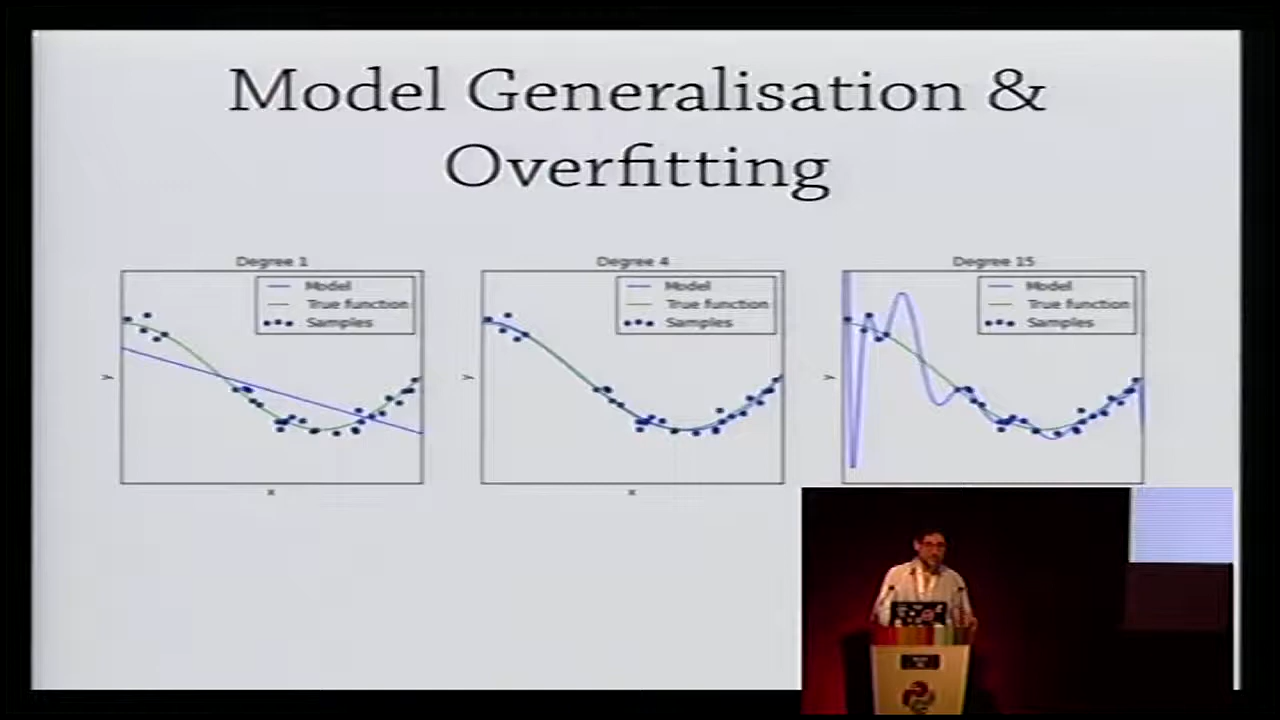 Model Generalisation &
Overfitting
Degree 1
Model
True function
Samples
y
x
Degree 4
Model
True function
Samples
y
x
Degree 15
Model
True function
Samples
y